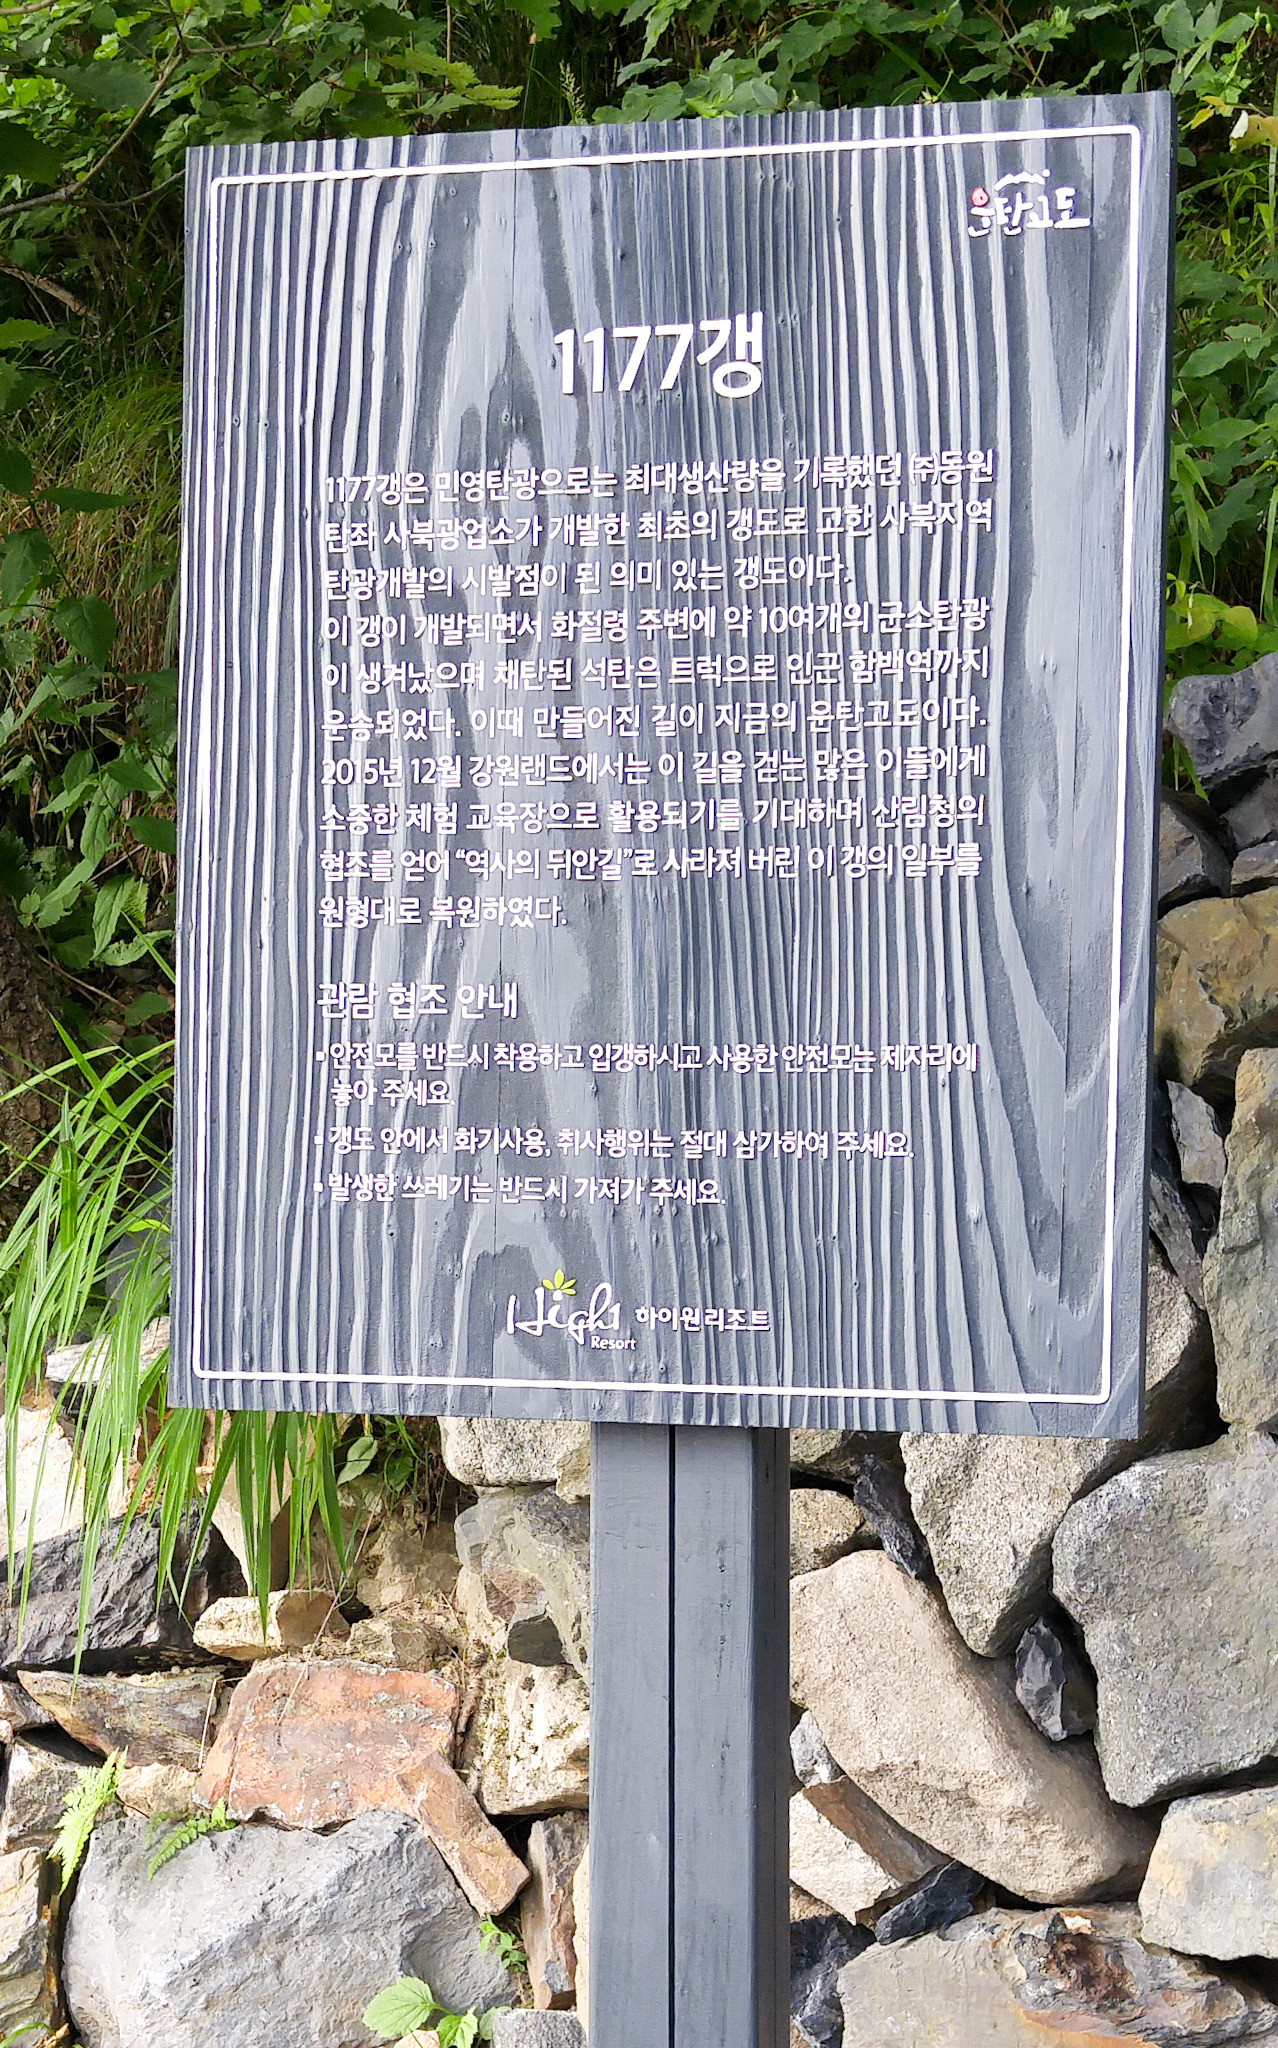 운탄고도
1177갱
1177갱은 민영탄광으로는 최대생산량을 기록했던 ㈜동원
탄좌 사북광업소가 개발한 최초의 갱도로 고한 사북지역
탄광개발의 시발점이 된 의미 있는 갱도이다.
이 갱이 개발되면서 화절령 주변에 약 10여개의 군소탄광
이 생겨났으며 채탄된 석탄은 트럭으로 인근 함백역까지
운송되었다. 이때 만들어진 길이 지금의 운탄고도이다.
2015년 12월 강원랜드에서는 이 길을 걷는 많은 이들에게
소중한 체험 교육장으로 활용되기를 기대하며 산림청의
협조를 얻어 “역사의 뒤안길”로 사라져 버린 이 갱의 일부를
원형대로 복원하였다.
관람 협조 안내
▪ 안전모를 반드시 착용하고 입갱하시고 사용한 안전모는 제자리에
놓아 주세요.
▪ 갱도 안에서 화기사용, 취사행위는 절대 삼가하여 주세요.
▪ 발생한 쓰레기는 반드시 가져가 주세요.
High1 하이원리조트
Resort